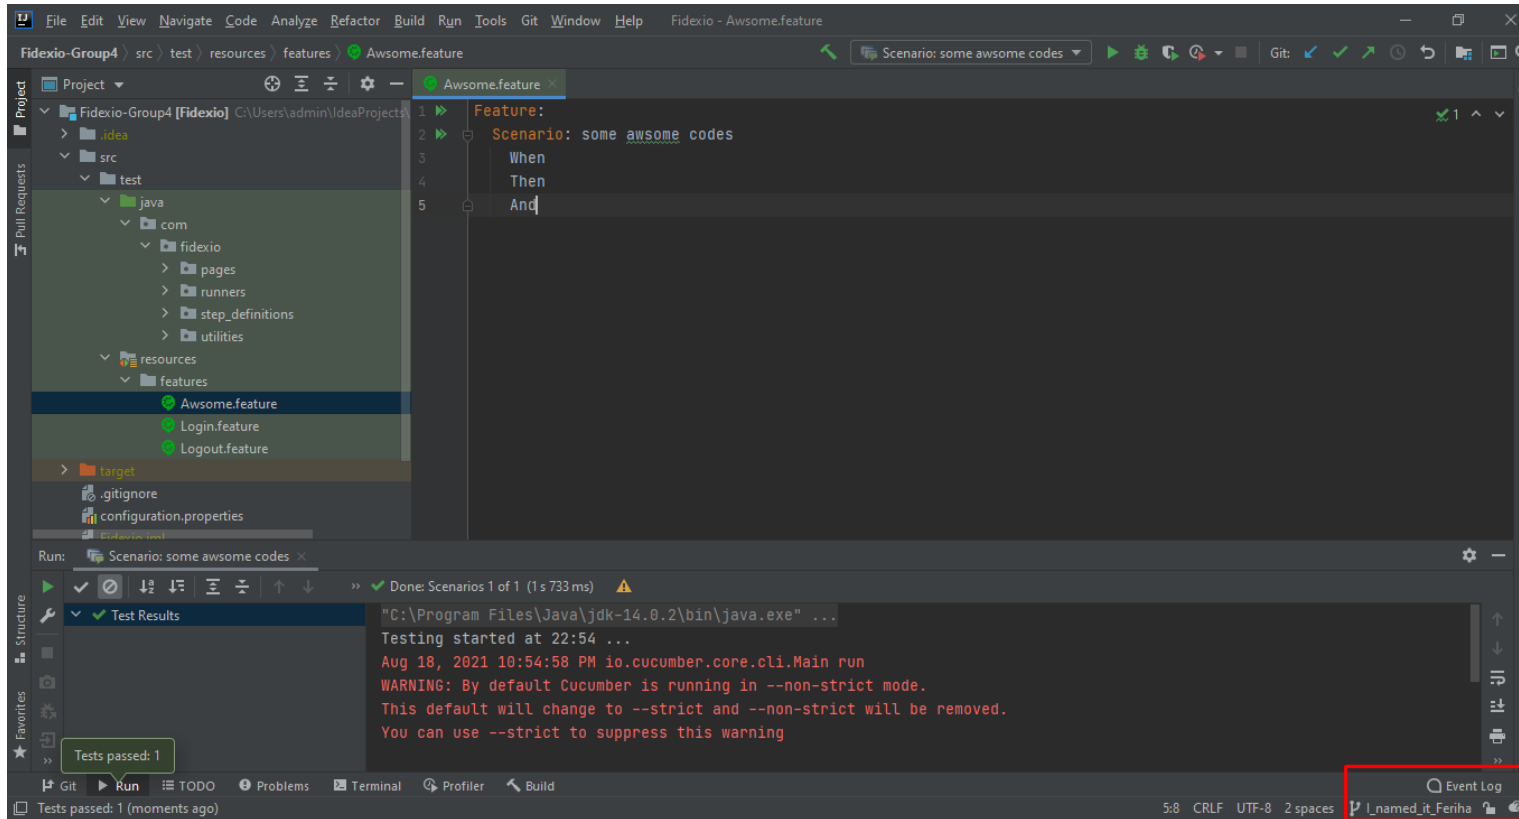 File Edit View Navigate Code Analyze Refactor Build Run Tools Git Window Help Fidexio - Awsome.feature
Fidexio-Group4 src test resources features Awsome.feature Scenario: some awsome codes Git:
Project
Project
Awsome.feature
Fidexio-Group4 [Fidexio] C:\Users\admin\IdeaProjects\
.idea
src
test
java
com
fidexio
pages
runners
step_definitions
utilities
resources
features
Awsome.feature
Login.feature
Logout.feature
target
.gitignore
configuration.properties
Fidexio.iml
Pull Requests
1 Feature:
2 Scenario: some awsome codes
3 When
4 Then
5 And
1
Run: Scenario: some awsome codes
Done: Scenarios 1 of 1 (1 s 733 ms)
Test Results
"C:\Program Files\Java\jdk-14.0.2\bin\java.exe" ...
Testing started at 22:54 ...
Aug 18, 2021 10:54:58 PM io.cucumber.core.cli.Main run
WARNING: By default Cucumber is running in --non-strict mode.
This default will change to --strict and --non-strict will be removed.
You can use --strict to suppress this warning
Structure
Favorites
Tests passed: 1
Git Run TODO Problems Terminal Profiler Build Event Log
Tests passed: 1 (moments ago) 5:8 CRLF UTF-8 2 spaces I_named_it_Feriha